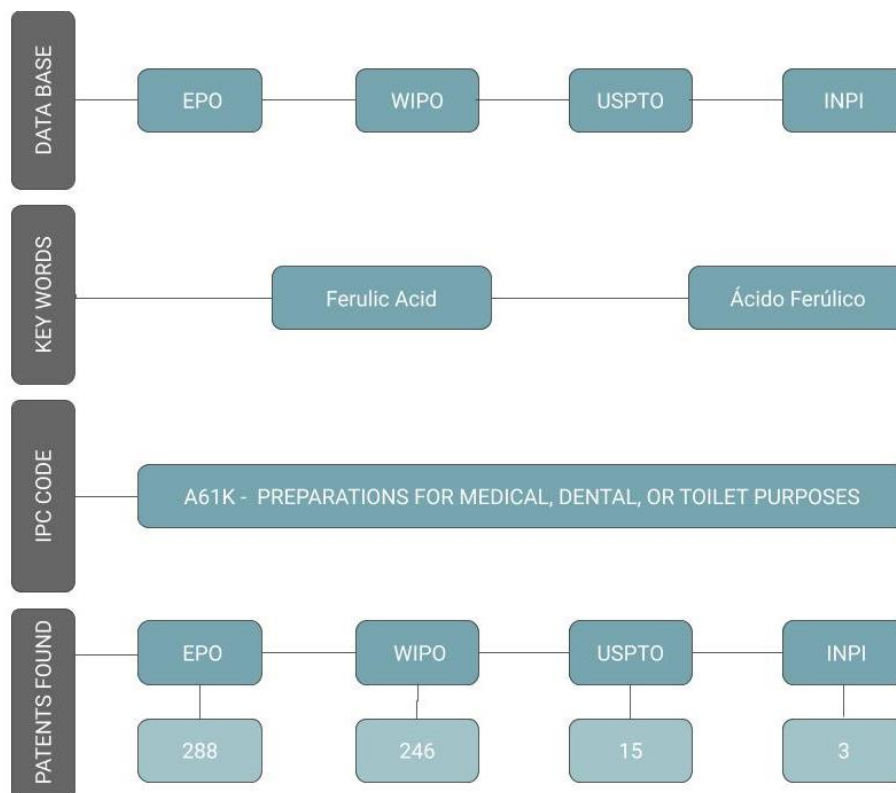 DATA BASE
EPO
WIPO
USPTO
INPI
KEY WORDS
Ferulic Acid
Ácido Ferúlico
IPC CODE
A61K - PREPARATIONS FOR MEDICAL, DENTAL, OR TOILET PURPOSES
PATENTS FOUND
EPO
WIPO
USPTO
INPI
288
246
15
3